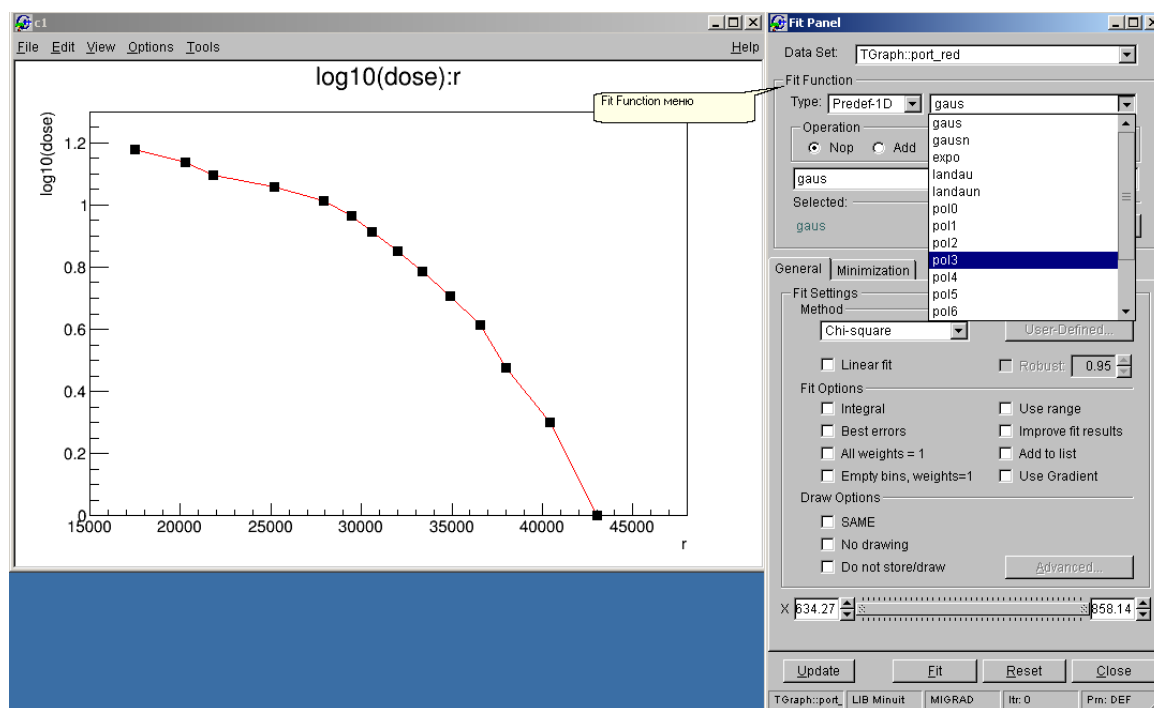 c1
File Edit View Options Tools Help
log10(dose):r
log10(dose)
1.2
1
0.8
0.6
0.4
0.2
0
15000 20000 25000 30000 35000 40000 45000
r
Fit Function меню
Fit Panel
Data Set: TGraph::port_red
Fit Function
Type: Predef-1D gaus
Operation
Nop Add
gaus
Selected:
gaus
gaus
gausn
expo
landau
landaun
pol0
pol1
pol2
pol3
pol4
pol5
pol6
General Minimization
Fit Settings
Method
Chi-square User-Defined...
Linear fit Robust: 0.95
Fit Options
Integral Use range
Best errors Improve fit results
All weights = 1 Add to list
Empty bins, weights=1 Use Gradient
Draw Options
SAME
No drawing
Do not store/draw Advanced...
X 634.27 858.14
Update Fit Reset Close
TGraph::port_ LIB Minuit MIGRAD Itr: 0 Prn: DEF